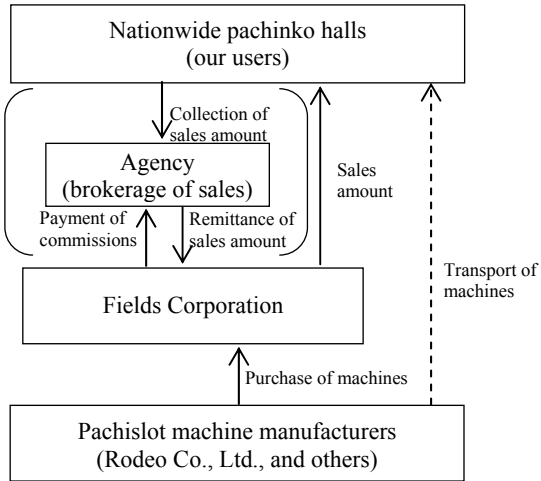 Nationwide pachinko halls
(our users)
Collection of
sales amount
Agency
(brokerage of sales)
Sales
amount
Payment of
commissions
Remittance of
sales amount
Transport of
machines
Fields Corporation
Purchase of machines
Pachislot machine manufacturers
(Rodeo Co., Ltd., and others)